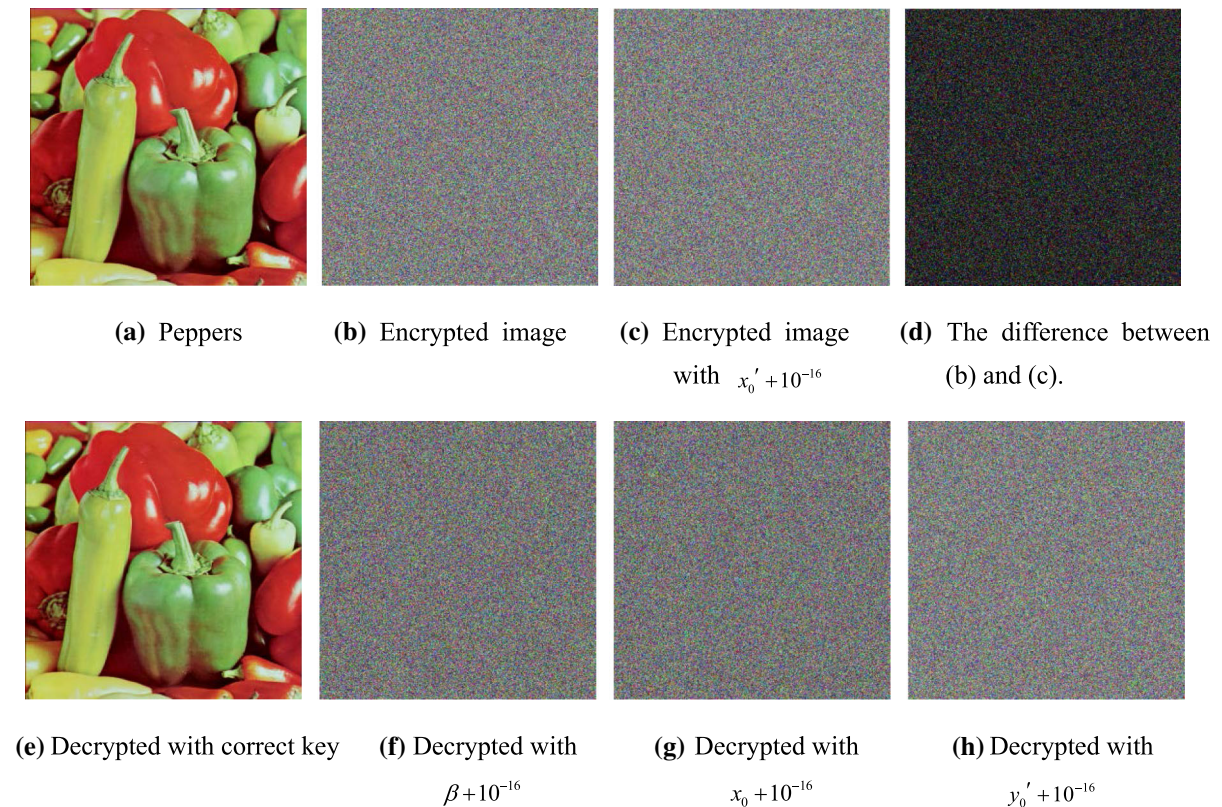 (a) Peppers
(b) Encrypted image
(c) Encrypted image
with x₀′ +10⁻¹⁶
(d) The difference between
(b) and (c).
(e) Decrypted with correct key
(f) Decrypted with
β +10⁻¹⁶
(g) Decrypted with
x₀ +10⁻¹⁶
(h) Decrypted with
y₀′ +10⁻¹⁶